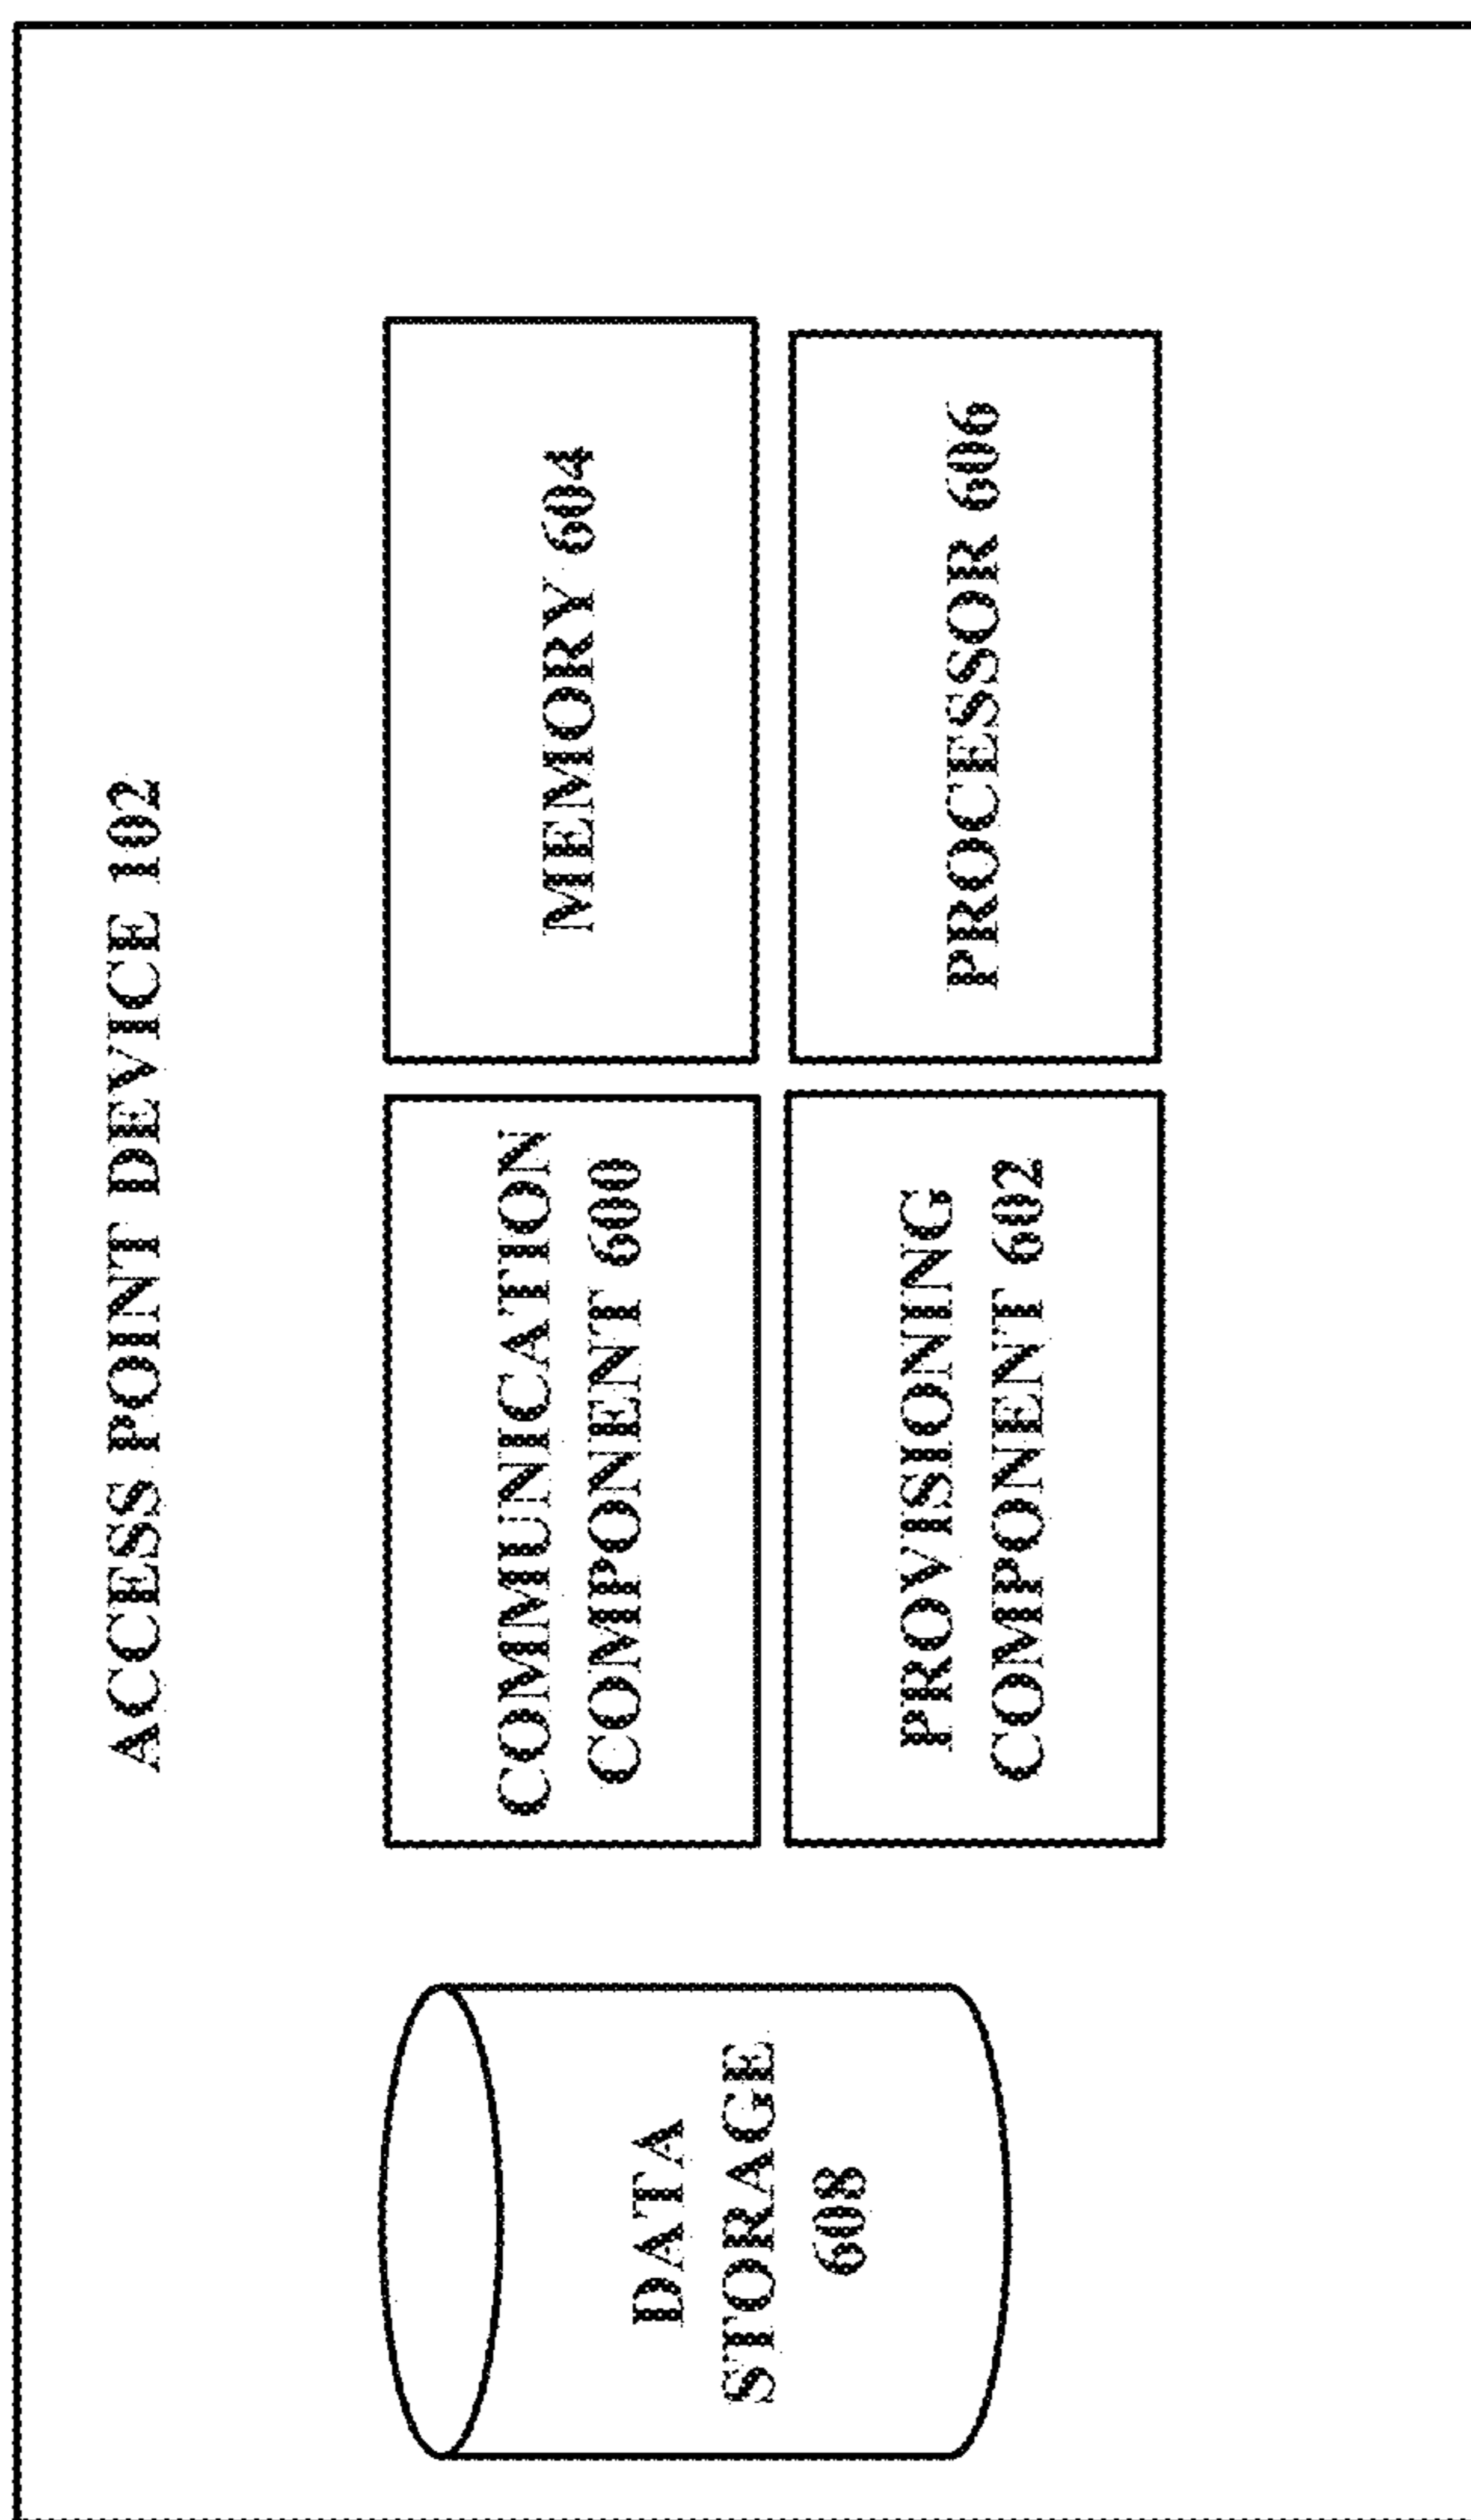 ACCESS POINT DEVICE 102
DATA
STORAGE
608
COMMUNICATION
COMPONENT 600
MEMORY 604
PROVISIONING
COMPONENT 602
PROCESSOR 606